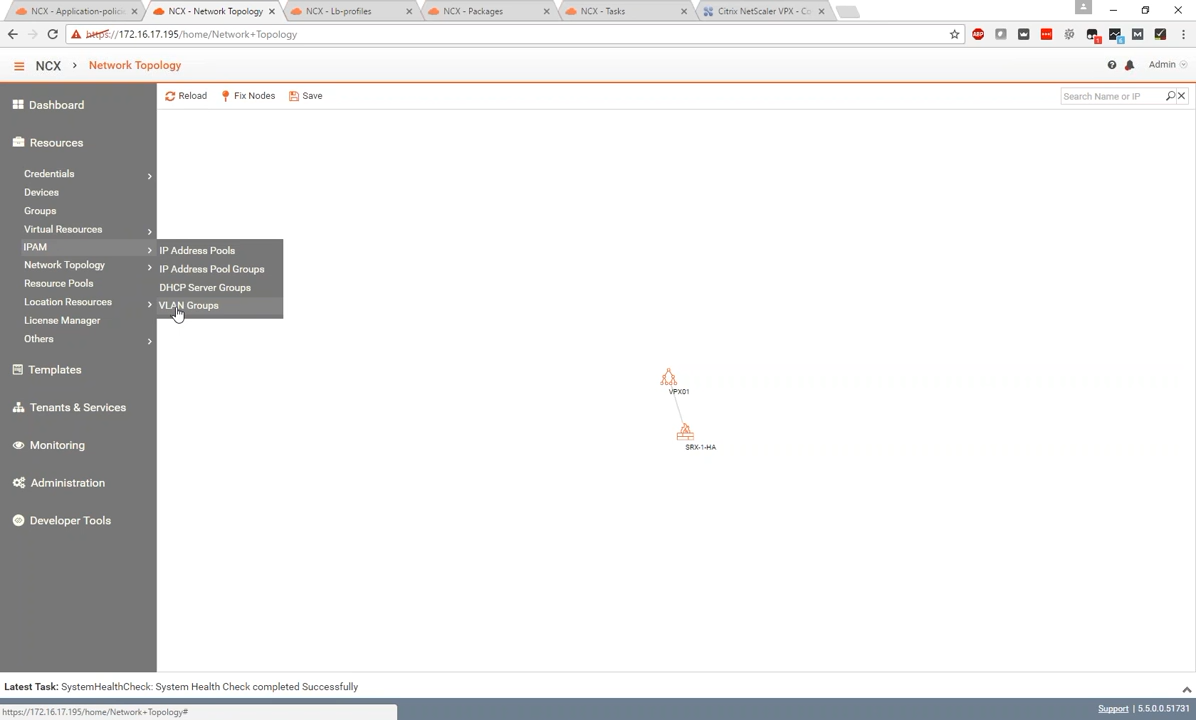 NCX - Application-polici
NCX - Network Topology
NCX - Lb-profiles
NCX - Packages
NCX - Tasks
Citrix NetScaler VPX - Co
https://172.16.17.195/home/Network+Topology
NCX > Network Topology
Admin
Dashboard
Resources
Credentials
Devices
Groups
Virtual Resources
IPAM
Network Topology
Resource Pools
Location Resources
License Manager
Others
Templates
Tenants & Services
Monitoring
Administration
Developer Tools
IP Address Pools
IP Address Pool Groups
DHCP Server Groups
VLAN Groups
Reload
Fix Nodes
Save
Search Name or IP
VPX01
SRX-1-HA
Latest Task: SystemHealthCheck: System Health Check completed Successfully
https://172.16.17.195/home/Network+Topology#
Support | 5.5.0.0.51731